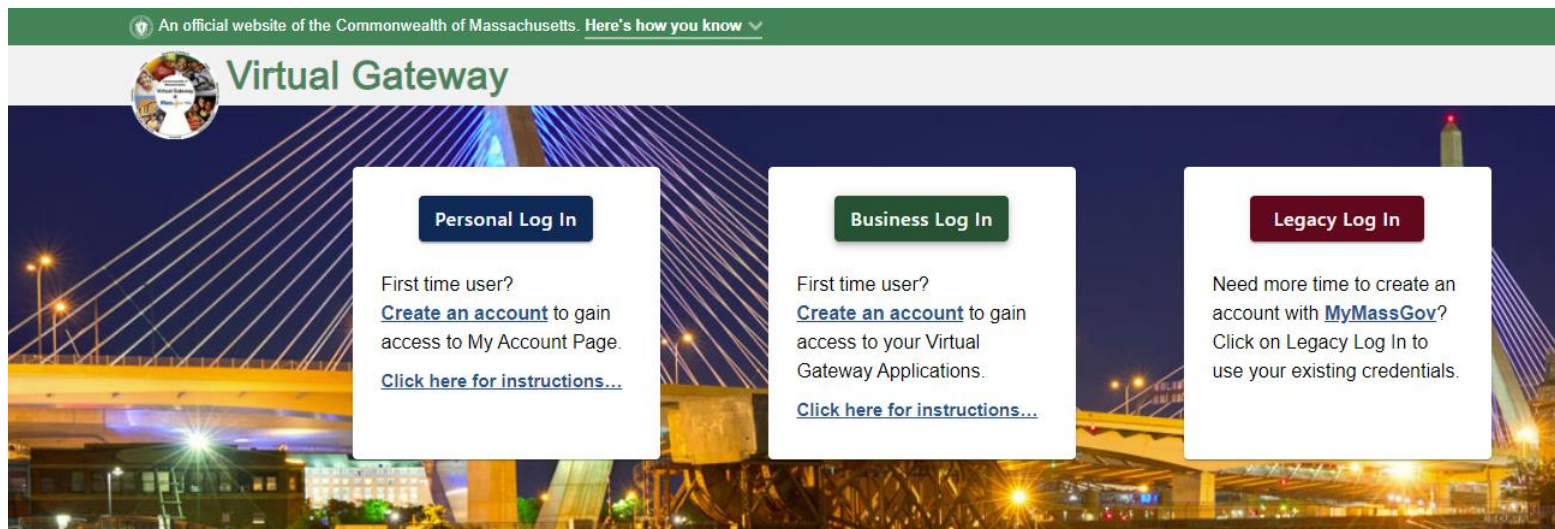 An official website of the Commonwealth of Massachusetts. Here's how you know
Virtual Gateway
Personal Log In
First time user?
Create an account to gain
access to My Account Page.
Click here for instructions...
Business Log In
First time user?
Create an account to gain
access to your Virtual
Gateway Applications.
Click here for instructions...
Legacy Log In
Need more time to create an
account with MyMassGov?
Click on Legacy Log In to
use your existing credentials.